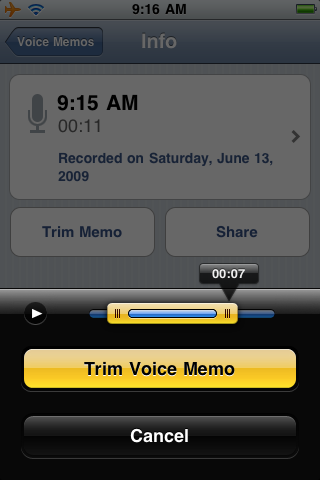 9:16 AM
Voice Memos
Info
9:15 AM
00:11
Recorded on Saturday, June 13,
2009
Trim Memo
Share
00:07
Trim Voice Memo
Cancel